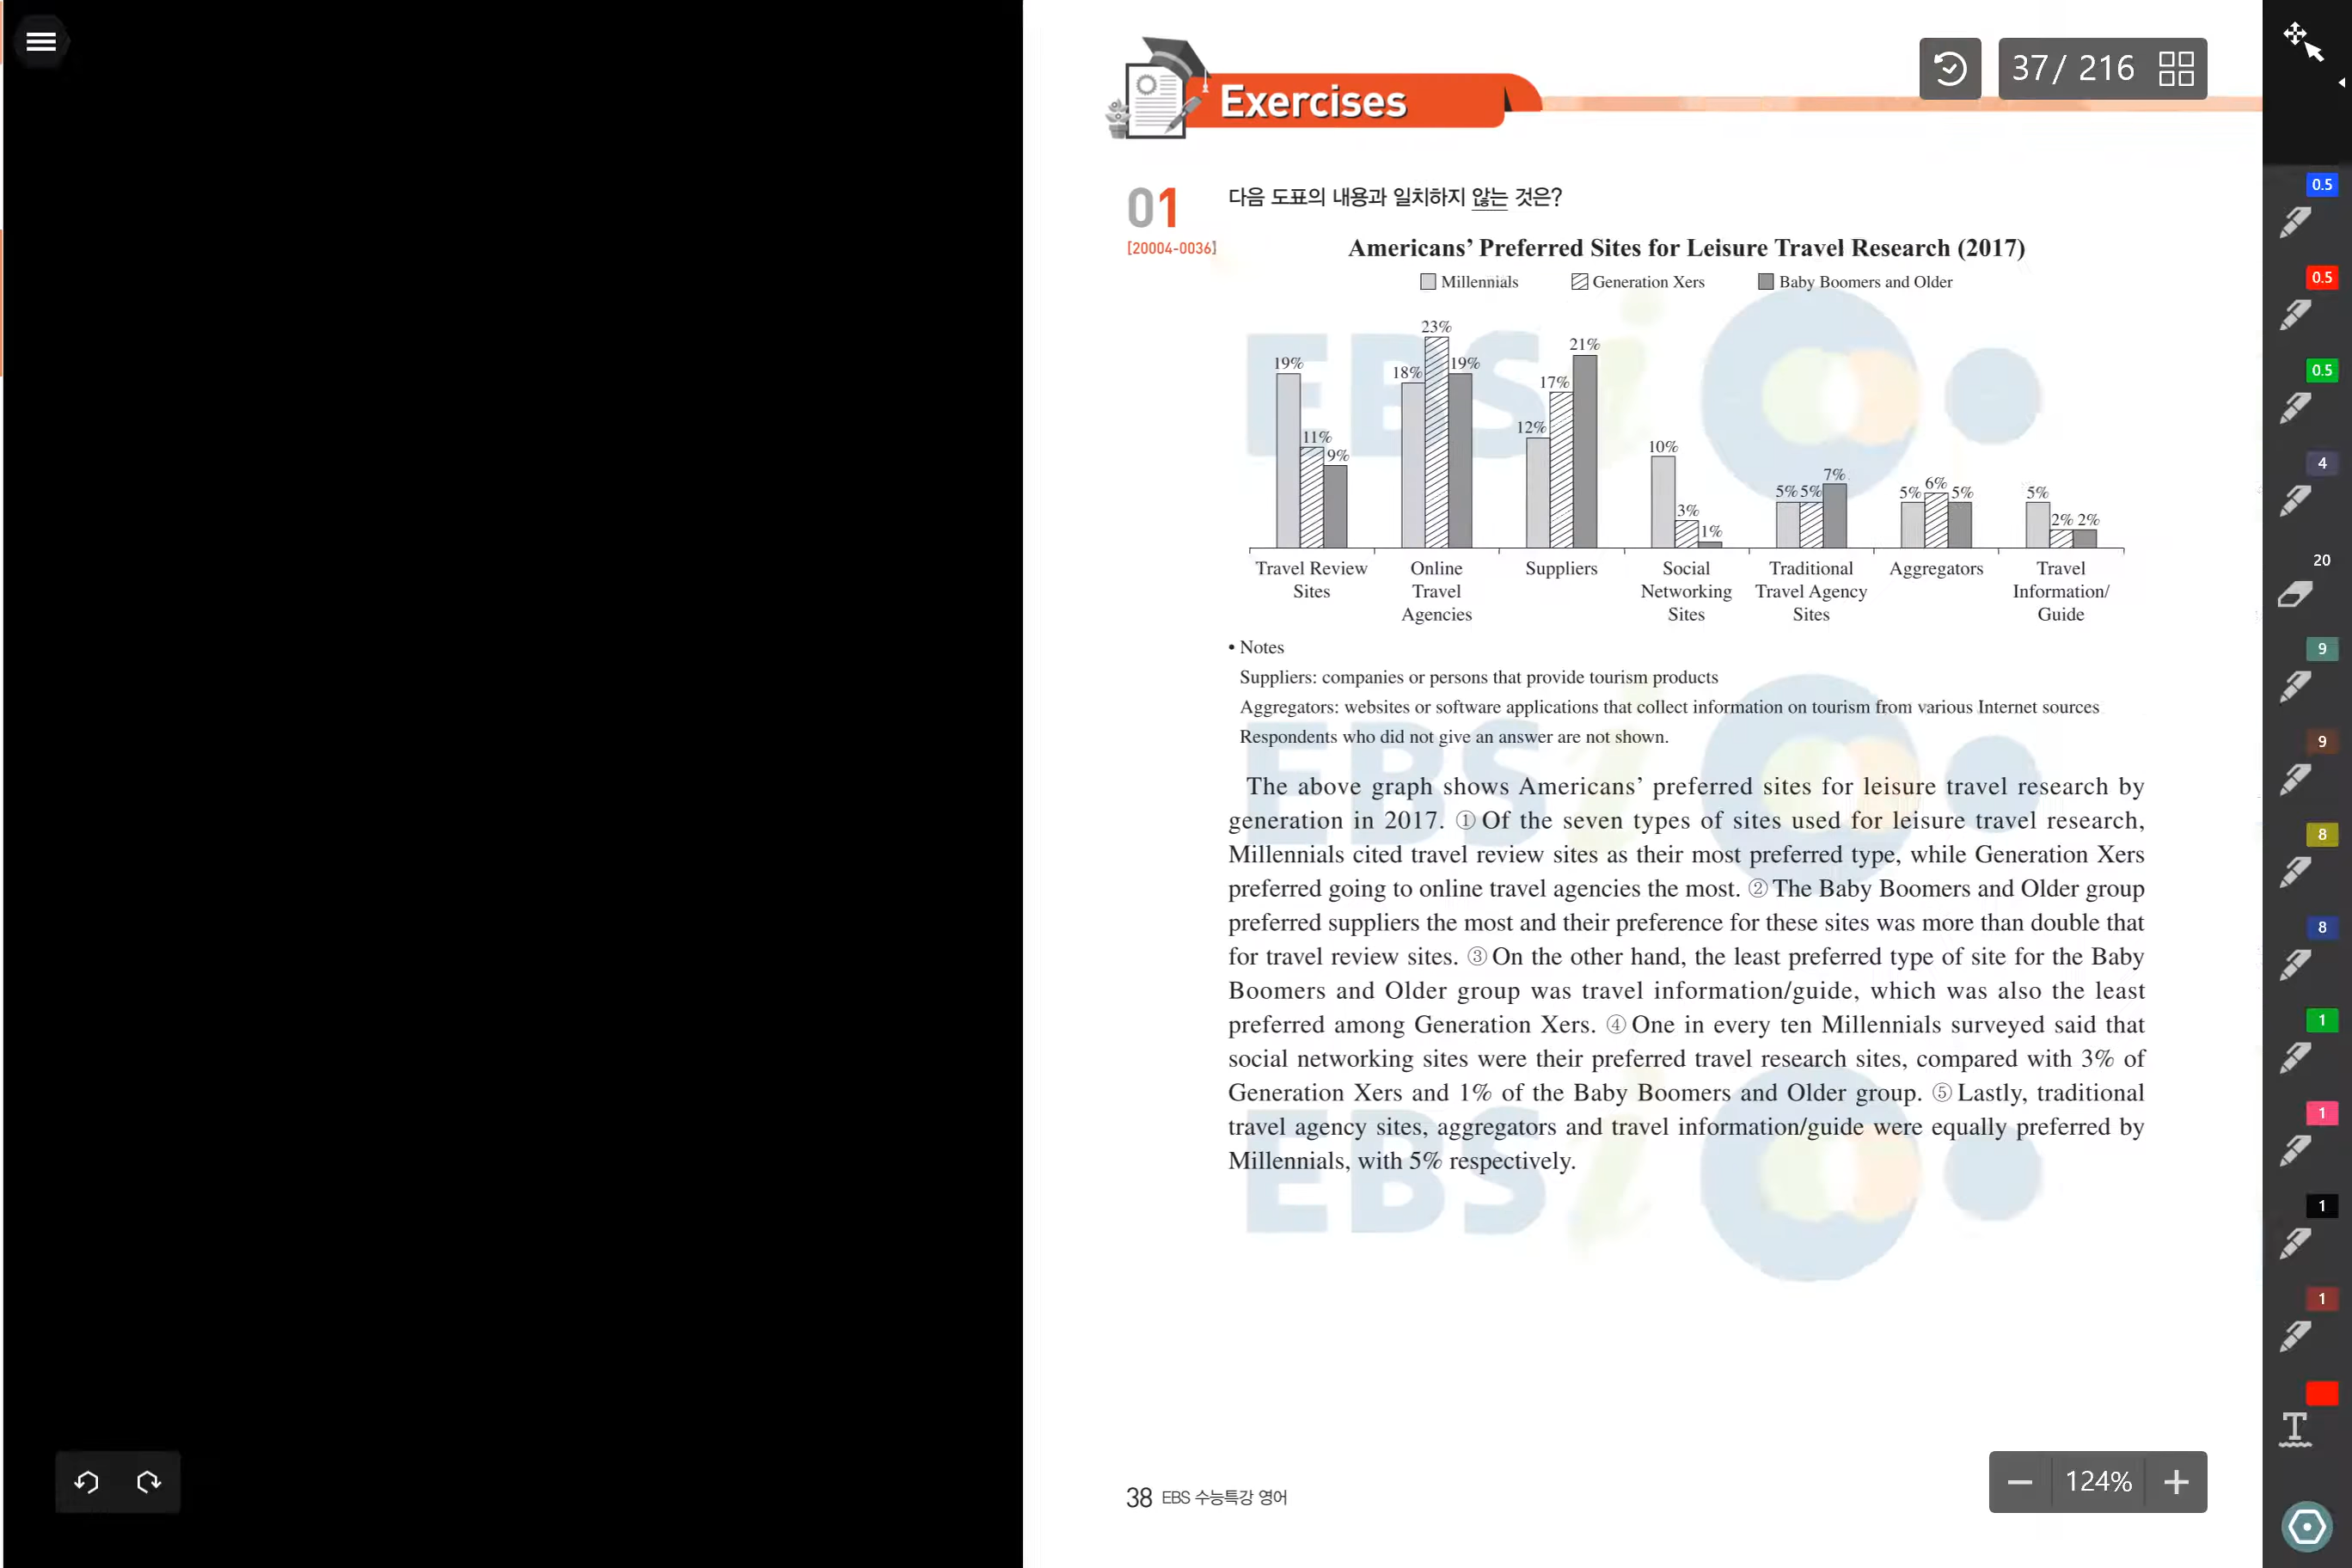 Exercises
37/ 216
01
[20004-0036]
다음 도표의 내용과 일치하지 않는 것은?
Americans' Preferred Sites for Leisure Travel Research (2017)
Millennials Generation Xers Baby Boomers and Older
19% 11% 9%
18% 23% 19%
12% 17% 21%
10% 3% 1%
5% 5% 7%
5% 6% 5%
5% 2% 2%
Travel Review Sites
Online Travel Agencies
Suppliers
Social Networking Sites
Traditional Travel Agency Sites
Aggregators
Travel Information/ Guide
• Notes
Suppliers: companies or persons that provide tourism products
Aggregators: websites or software applications that collect information on tourism from various Internet sources
Respondents who did not give an answer are not shown.
The above graph shows Americans' preferred sites for leisure travel research by
generation in 2017. ① Of the seven types of sites used for leisure travel research,
Millennials cited travel review sites as their most preferred type, while Generation Xers
preferred going to online travel agencies the most. ② The Baby Boomers and Older group
preferred suppliers the most and their preference for these sites was more than double that
for travel review sites. ③ On the other hand, the least preferred type of site for the Baby
Boomers and Older group was travel information/guide, which was also the least
preferred among Generation Xers. ④ One in every ten Millennials surveyed said that
social networking sites were their preferred travel research sites, compared with 3% of
Generation Xers and 1% of the Baby Boomers and Older group. ⑤ Lastly, traditional
travel agency sites, aggregators and travel information/guide were equally preferred by
Millennials, with 5% respectively.
EBSi
EBSi
EBSi
38 EBS 수능특강 영어
124%
0.5
0.5
0.5
4
20
9
9
8
8
1
1
1
1
T